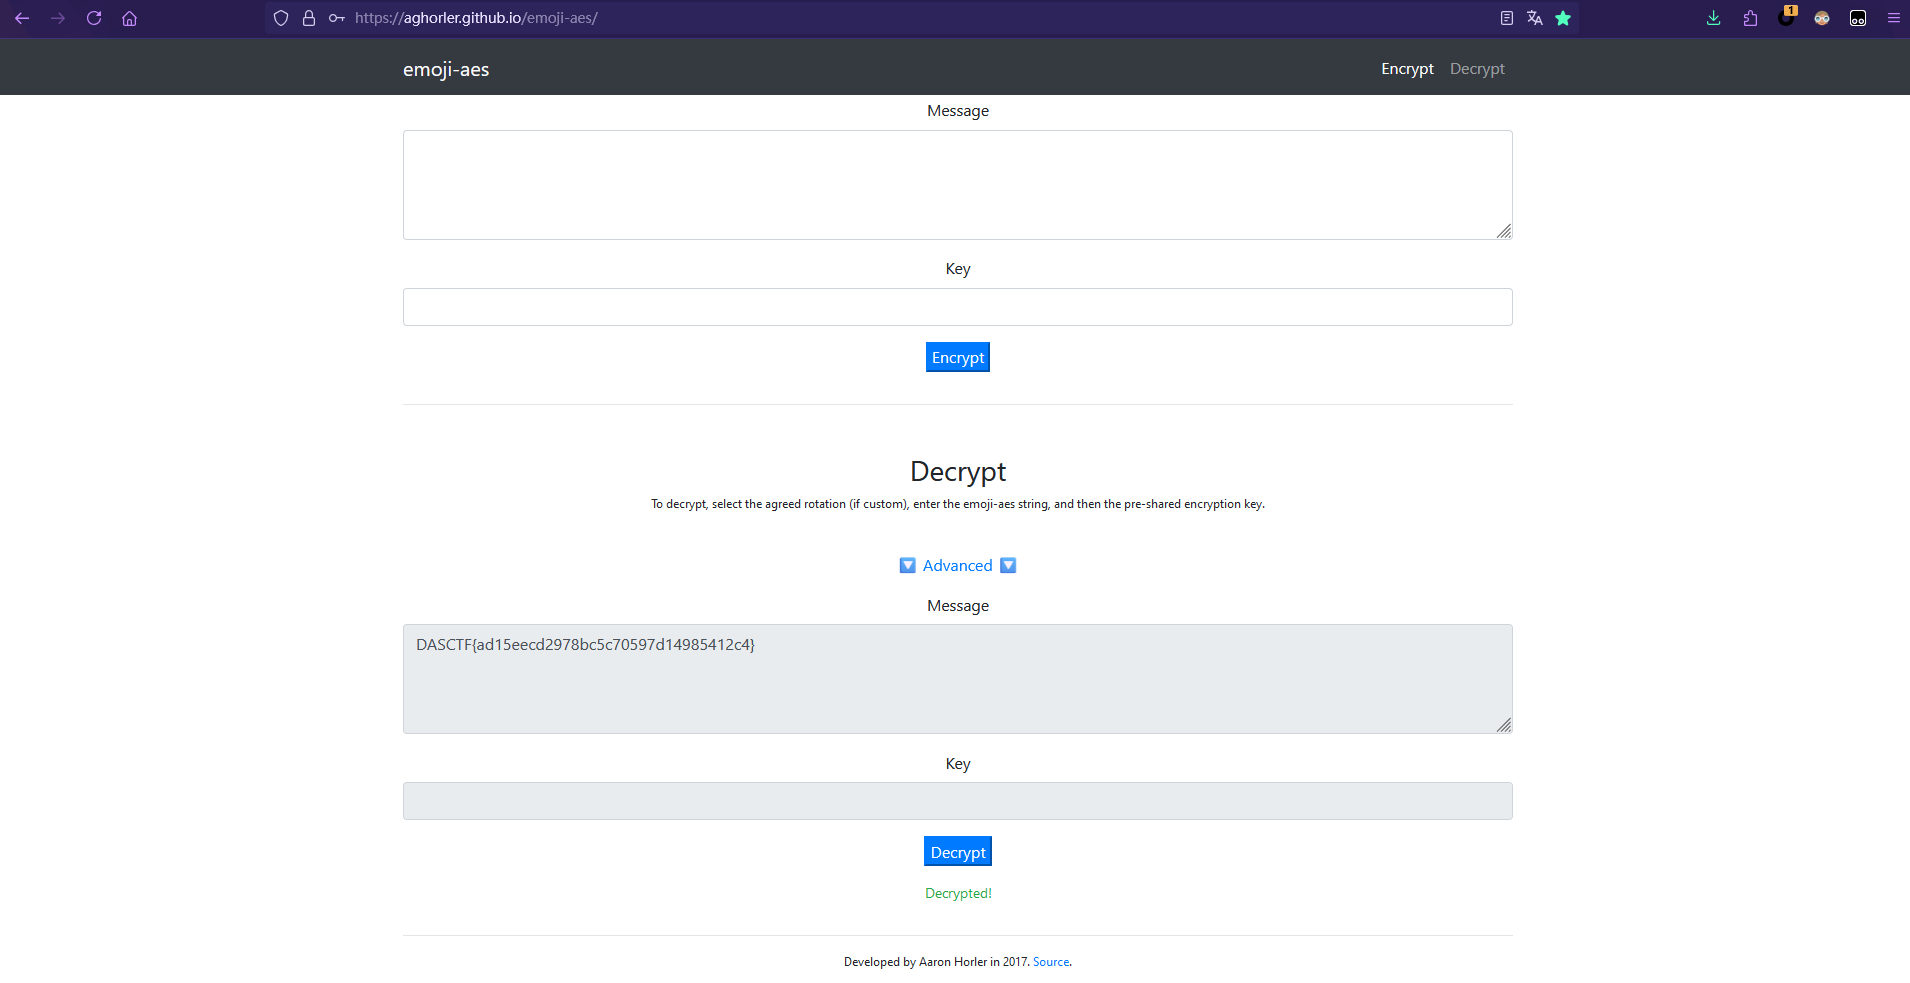 https://aghorler.github.io/emoji-aes/
1
emoji-aes
Encrypt Decrypt
Message
Key
Encrypt
Decrypt
To decrypt, select the agreed rotation (if custom), enter the emoji-aes string, and then the pre-shared encryption key.
🔽 Advanced 🔽
Message
DASCTF{ad15eecd2978bc5c70597d14985412c4}
Key
Decrypt
Decrypted!
Developed by Aaron Horler in 2017. Source.